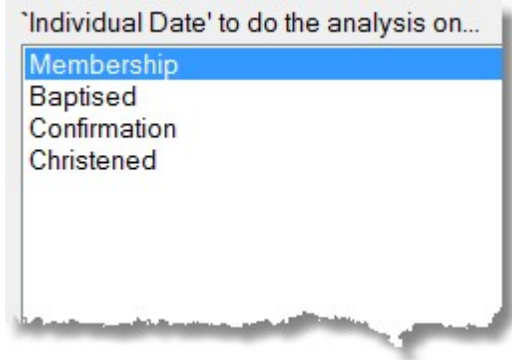 `Individual Date' to do the analysis on...
Membership
Baptised
Confirmation
Christened